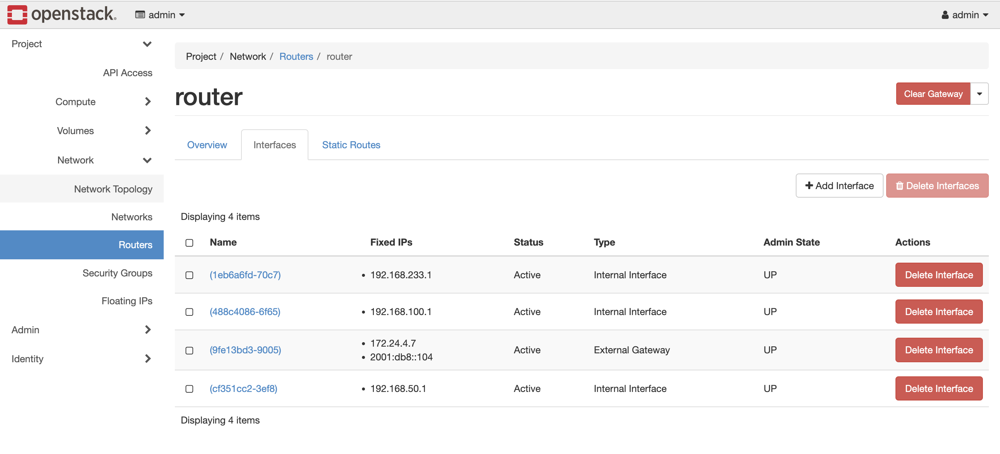 openstack. admin admin
Project
API Access
Compute
Volumes
Network
Network Topology
Networks
Routers
Security Groups
Floating IPs
Admin
Identity
Project / Network / Routers / router
router
Clear Gateway
Overview Interfaces Static Routes
Add Interface Delete Interfaces
Displaying 4 items
Name Fixed IPs Status Type Admin State Actions
(1eb6a6fd-70c7) • 192.168.233.1 Active Internal Interface UP Delete Interface
(488c4086-6f65) • 192.168.100.1 Active Internal Interface UP Delete Interface
(9fe13bd3-9005) • 172.24.4.7
• 2001:db8::104 Active External Gateway UP Delete Interface
(cf351cc2-3ef8) • 192.168.50.1 Active Internal Interface UP Delete Interface
Displaying 4 items